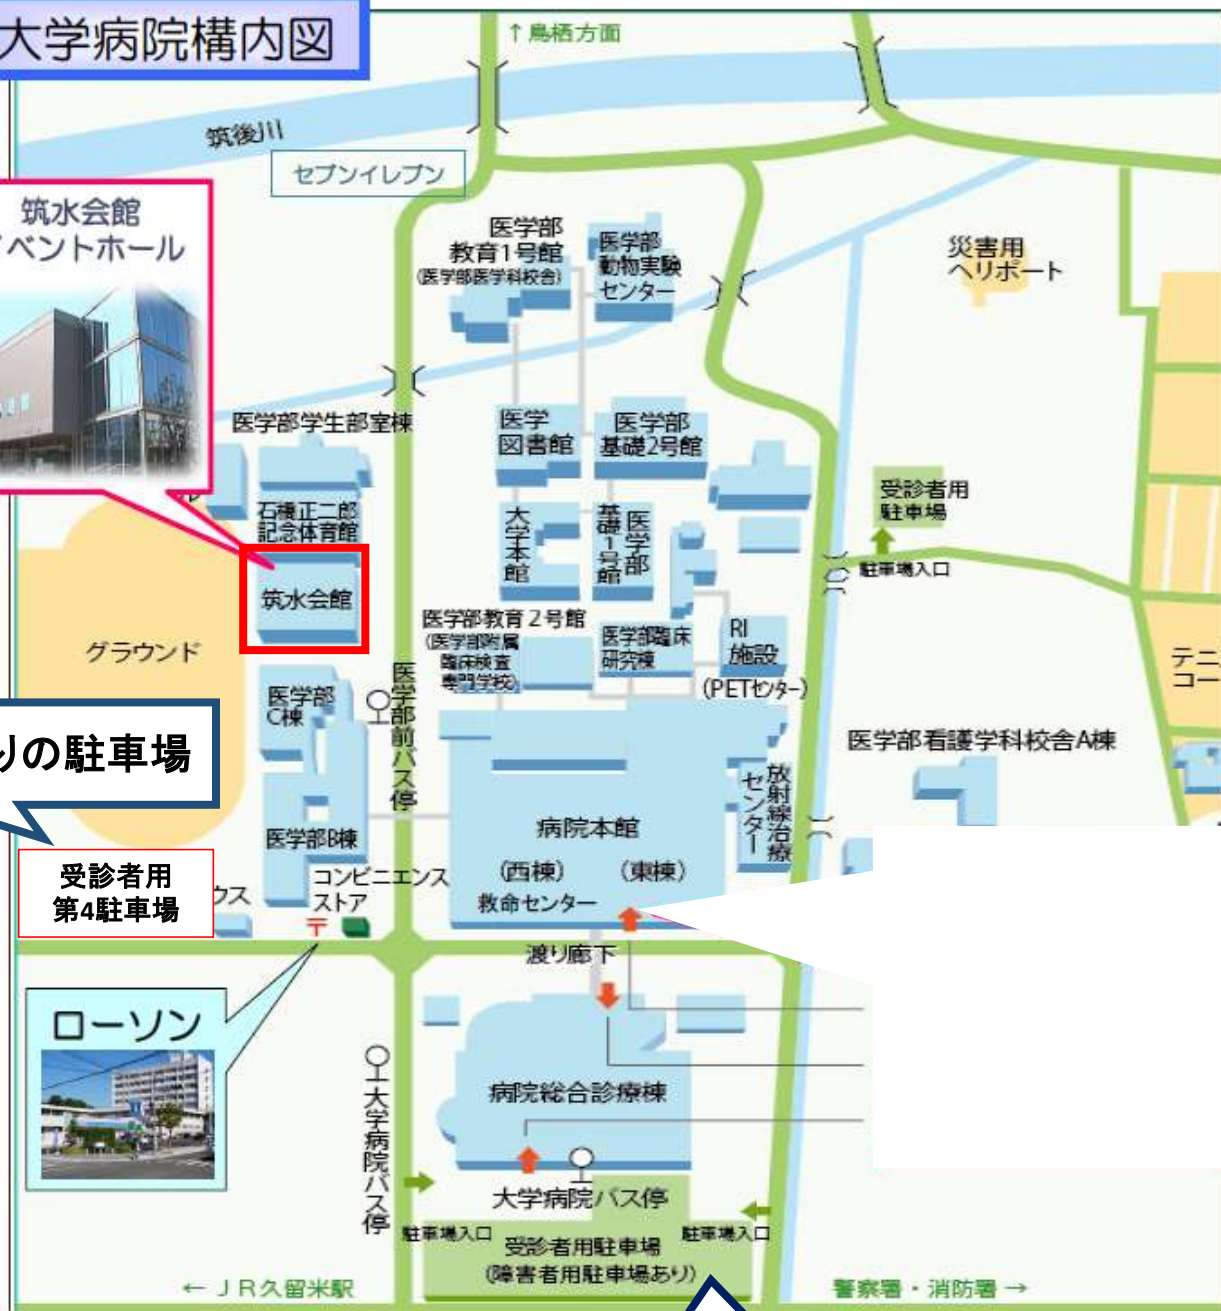 大学病院構内図
↑鳥栖方面
筑後川
セブンイレブン
筑水会館
ベントホール
医学部
教育1号館
(医学部医学科校舎)
医学部
動物実験
センター
災害用
ヘリポート
医学部学生部室棟
医学
図書館
医学部
基礎2号館
石橋正二郎
記念体育館
大学本館
医学部
基礎1号館
受診者用
駐車場
駐車場入口
筑水会館
グラウンド
医学部教育2号館
(医学部附属
臨床検査
専門学校)
医学部臨床
研究棟
RI
施設
(PETセンター)
テニ
コー
医学部
C棟
医学部前バス停
りの駐車場
医学部看護学科校舎A棟
放射線治療
センター
病院本館
(西棟)
(東棟)
救命センター
医学部B棟
受診者用
第4駐車場
ウス
コンビニエンス
ストア
〒
渡り廊下
ローソン
病院総合診療棟
大学病院バス停
大学病院バス停
駐車場入口
駐車場入口
受診者用駐車場
(障害者用駐車場あり)
← JR久留米駅
警察署・消防署 →